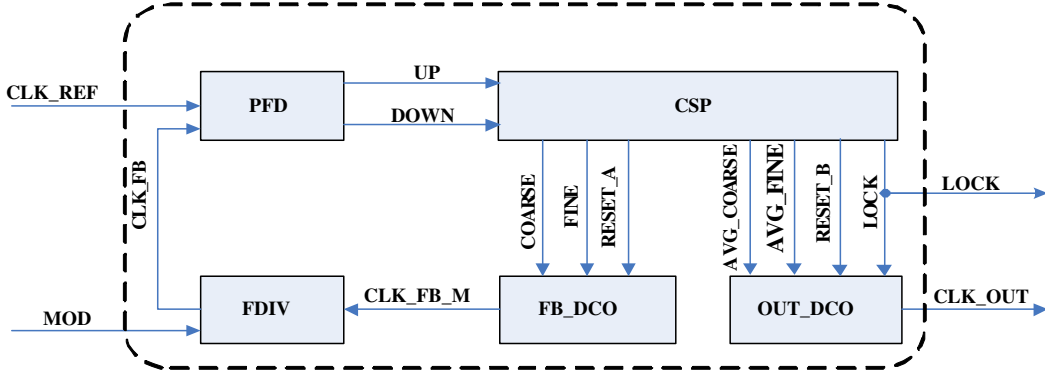 UP
CLK_REF
PFD
CSP
DOWN
CLK_FB
COARSE
FINE
RESET_A
AVG_COARSE
AVG_FINE
RESET_B
LOCK
LOCK
CLK_FB_M
CLK_OUT
FDIV
FB_DCO
OUT_DCO
MOD